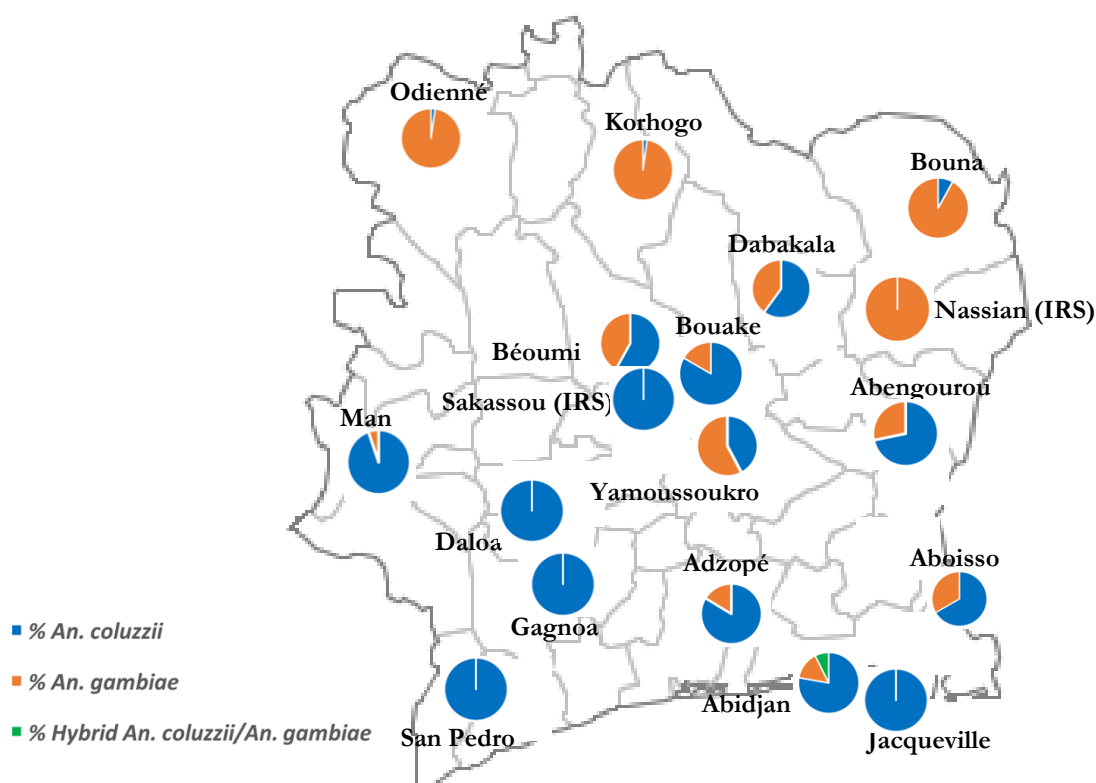 Odienné
Korhogo
Bouna
Dabakala
Nassian (IRS)
Béoumi
Bouake
Sakassou (IRS)
Abengourou
Man
Yamoussoukro
Daloa
Adzopé
Aboisso
Gagnoa
% An. coluzzii
% An. gambiae
% Hybrid An. coluzzii/An. gambiae
San Pedro
Abidjan
Jacqueville